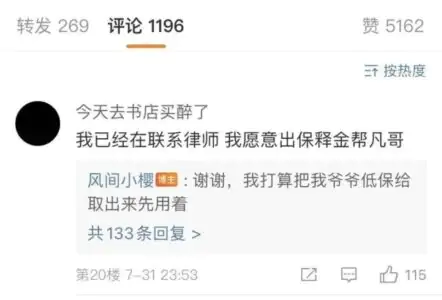 转发 269 评论 1196 赞 5162
按热度
今天去书店买醉了
我已经在联系律师 我愿意出保释金帮凡哥
风间小樱 博主 : 谢谢，我打算把我爷爷低保给
取出来先用着
共133条回复 >
第20楼 7-31 23:53 115